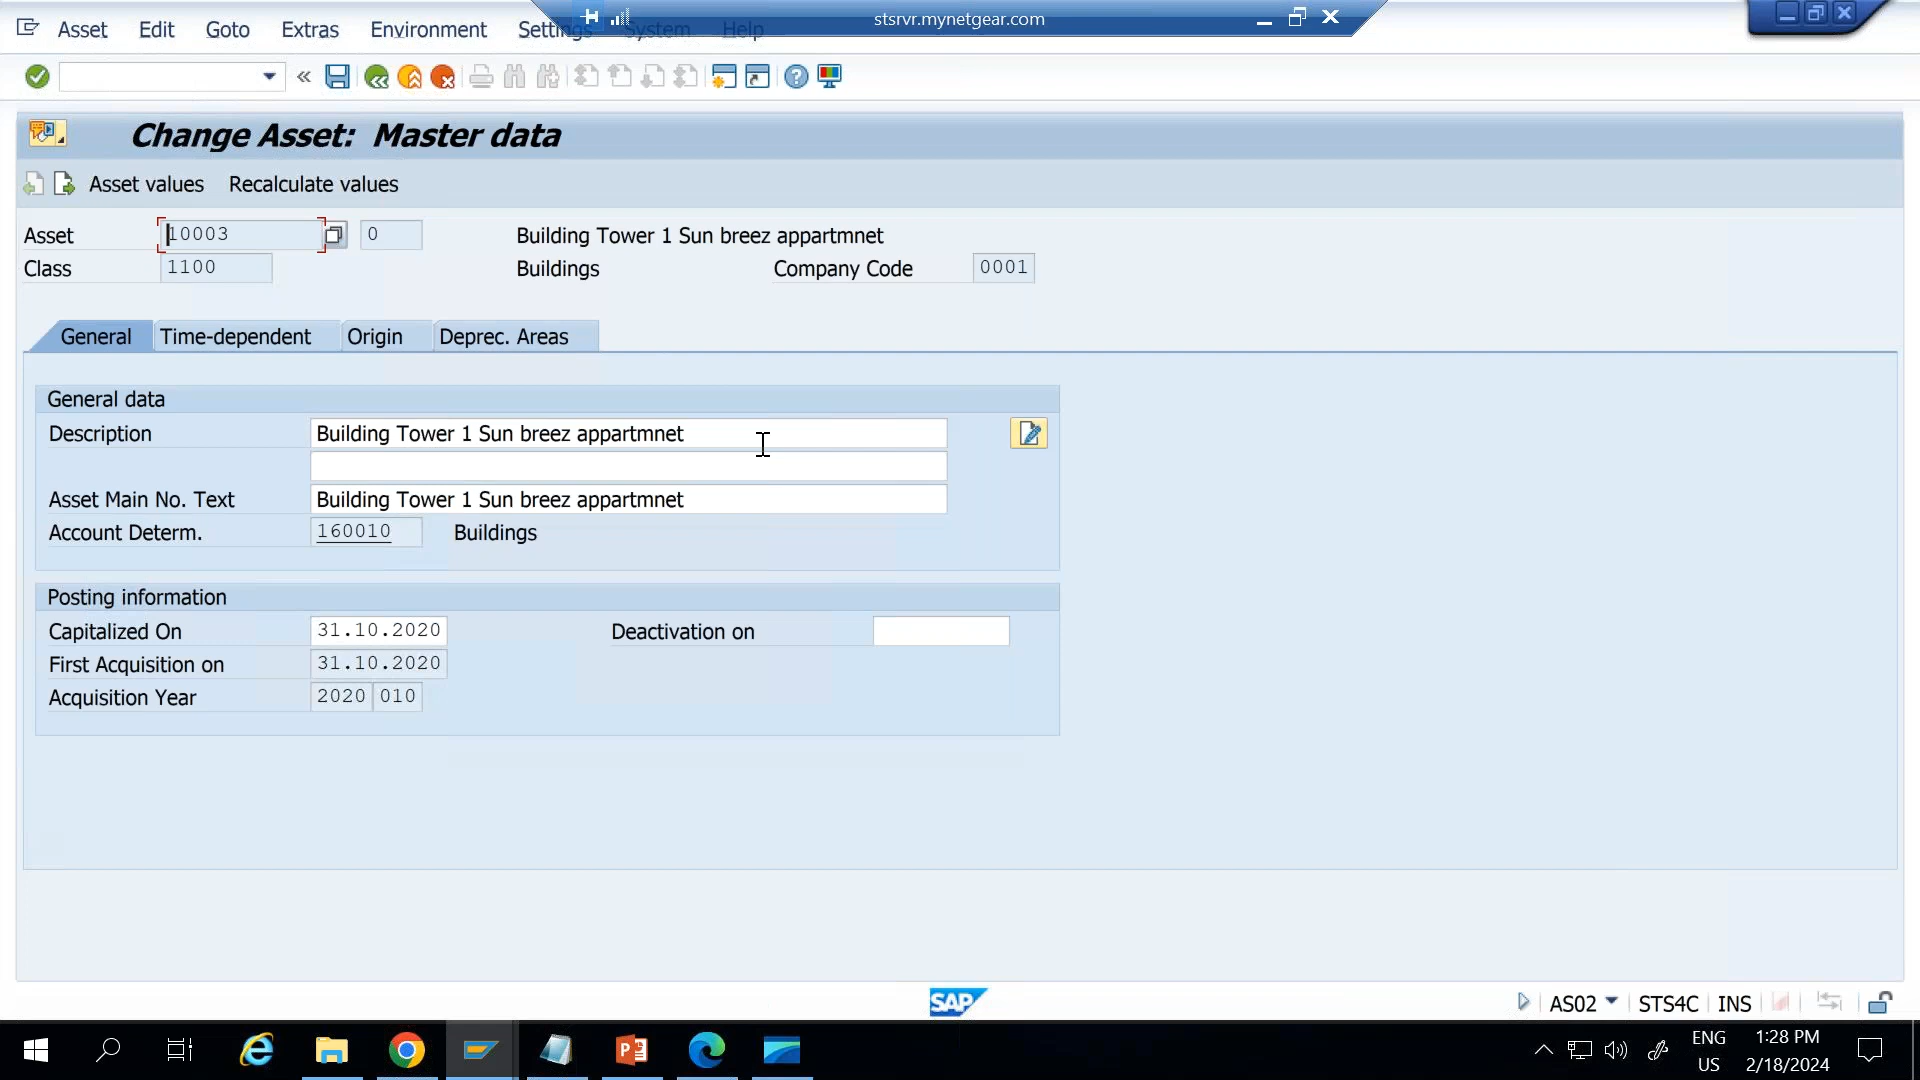 stsrvr.mynetgear.com
Asset Edit Goto Extras Environment Settings System Help
Change Asset: Master data
Asset values Recalculate values
Asset 10003 0 Building Tower 1 Sun breez appartmnet
Class 1100 Buildings Company Code 0001
General Time-dependent Origin Deprec. Areas
General data
Description Building Tower 1 Sun breez appartmnet
Asset Main No. Text Building Tower 1 Sun breez appartmnet
Account Determ. 160010 Buildings
Posting information
Capitalized On 31.10.2020 Deactivation on
First Acquisition on 31.10.2020
Acquisition Year 2020 010
SAP AS02 STS4C INS
ENG 1:28 PM
US 2/18/2024